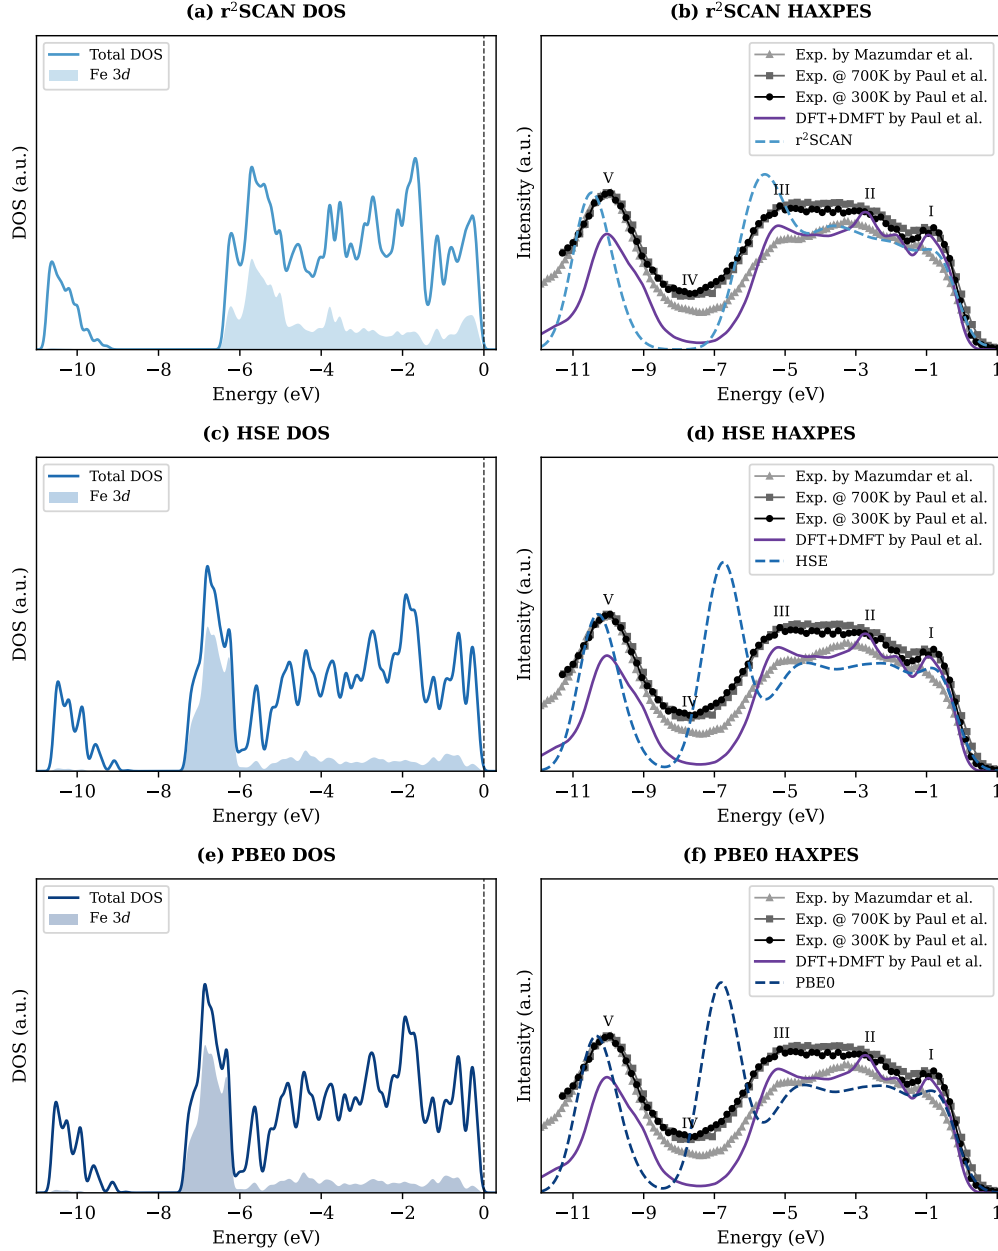 (a) r²SCAN DOS
Total DOS
Fe 3d
DOS (a.u.)
−10 −8 −6 −4 −2 0
Energy (eV)
(b) r²SCAN HAXPES
Exp. by Mazumdar et al.
Exp. @ 700K by Paul et al.
Exp. @ 300K by Paul et al.
DFT+DMFT by Paul et al.
r²SCAN
V
IV
III
II
I
Intensity (a.u.)
−11 −9 −7 −5 −3 −1 1
Energy (eV)
(c) HSE DOS
Total DOS
Fe 3d
DOS (a.u.)
−10 −8 −6 −4 −2 0
Energy (eV)
(d) HSE HAXPES
Exp. by Mazumdar et al.
Exp. @ 700K by Paul et al.
Exp. @ 300K by Paul et al.
DFT+DMFT by Paul et al.
HSE
V
IV
III
II
I
Intensity (a.u.)
−11 −9 −7 −5 −3 −1 1
Energy (eV)
(e) PBE0 DOS
Total DOS
Fe 3d
DOS (a.u.)
−10 −8 −6 −4 −2 0
Energy (eV)
(f) PBE0 HAXPES
Exp. by Mazumdar et al.
Exp. @ 700K by Paul et al.
Exp. @ 300K by Paul et al.
DFT+DMFT by Paul et al.
PBE0
V
IV
III
II
I
Intensity (a.u.)
−11 −9 −7 −5 −3 −1 1
Energy (eV)